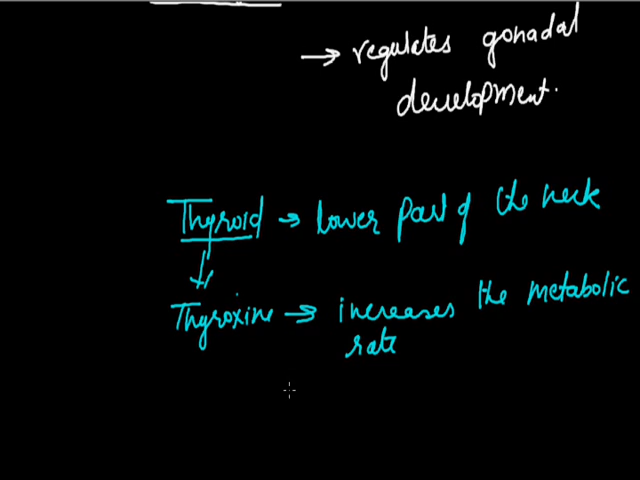 → regulates gonadal
development.
Thyroid → lower part of the neck
↓
Thyroxine → increases the metabolic
rate